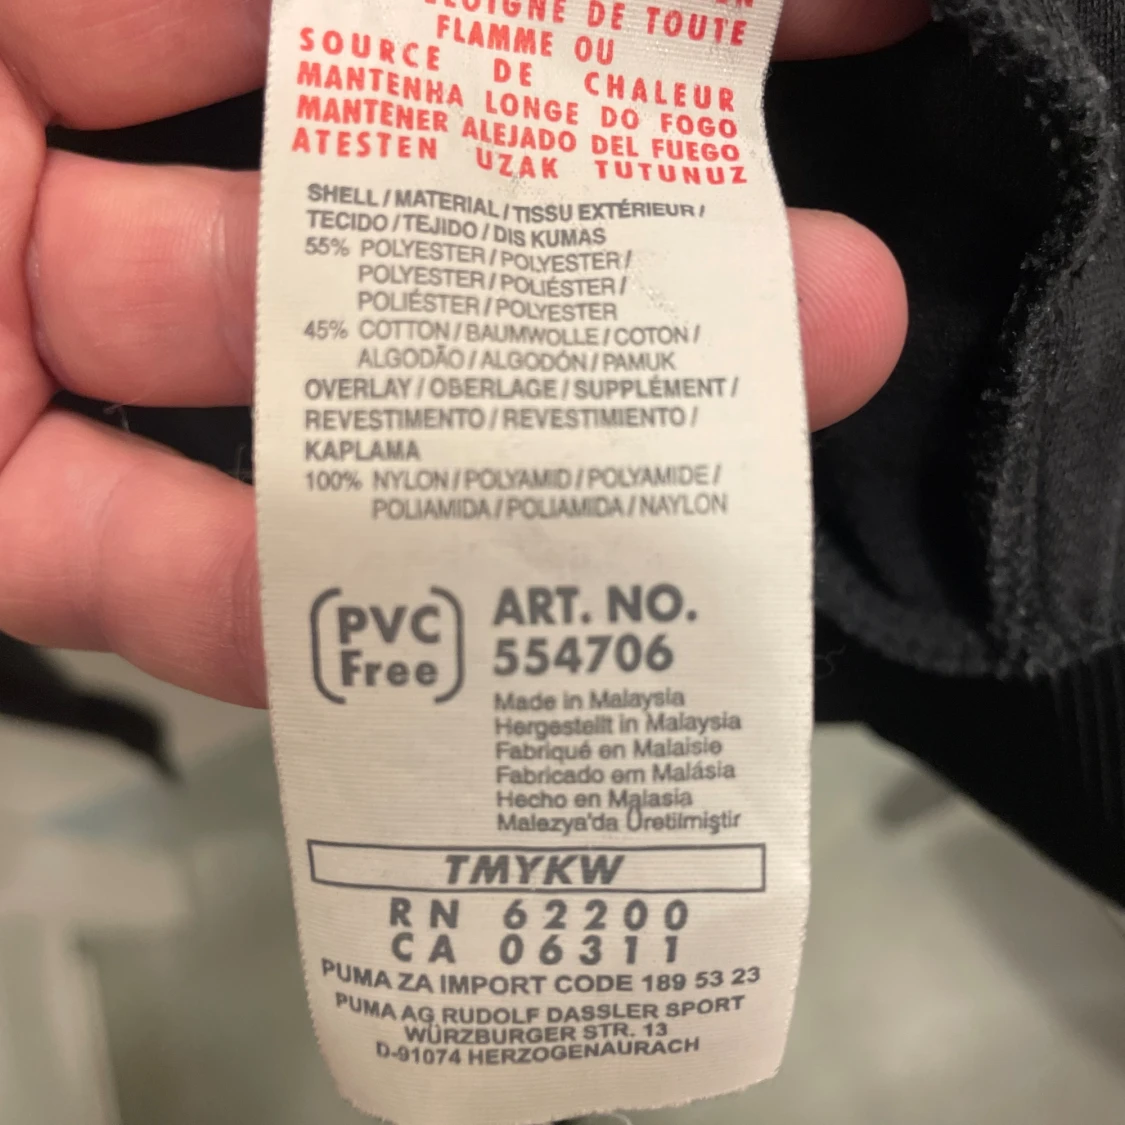 DE TOUTE
FLAMME OU
SOURCE DE CHALEUR
MANTENHA LONGE DO FOGO
MANTENER ALEJADO DEL FUEGO
ATESTEN UZAK TUTUNUZ
SHELL / MATERIAL / TISSU EXTÉRIEUR /
TECIDO / TEJIDO / DIS KUMAS
55% POLYESTER / POLYESTER /
POLYESTER / POLIÉSTER /
POLIÉSTER / POLYESTER
45% COTTON / BAUMWOLLE / COTON /
ALGODÃO / ALGODÓN / PAMUK
OVERLAY / OBERLAGE / SUPPLÉMENT /
REVESTIMENTO / REVESTIMIENTO /
KAPLAMA
100% NYLON / POLYAMID / POLYAMIDE /
POLIAMIDA / POLIAMIDA / NAYLON
(PVC Free)
ART. NO.
554706
Made in Malaysia
Hergestellt in Malaysia
Fabriqué en Malaisie
Fabricado em Malásia
Hecho en Malasia
Malezya'da Üretilmiştir
TMYKW
RN 62200
CA 06311
PUMA ZA IMPORT CODE 189 53 23
PUMA AG RUDOLF DASSLER SPORT
WÜRZBURGER STR. 13
D-91074 HERZOGENAURACH